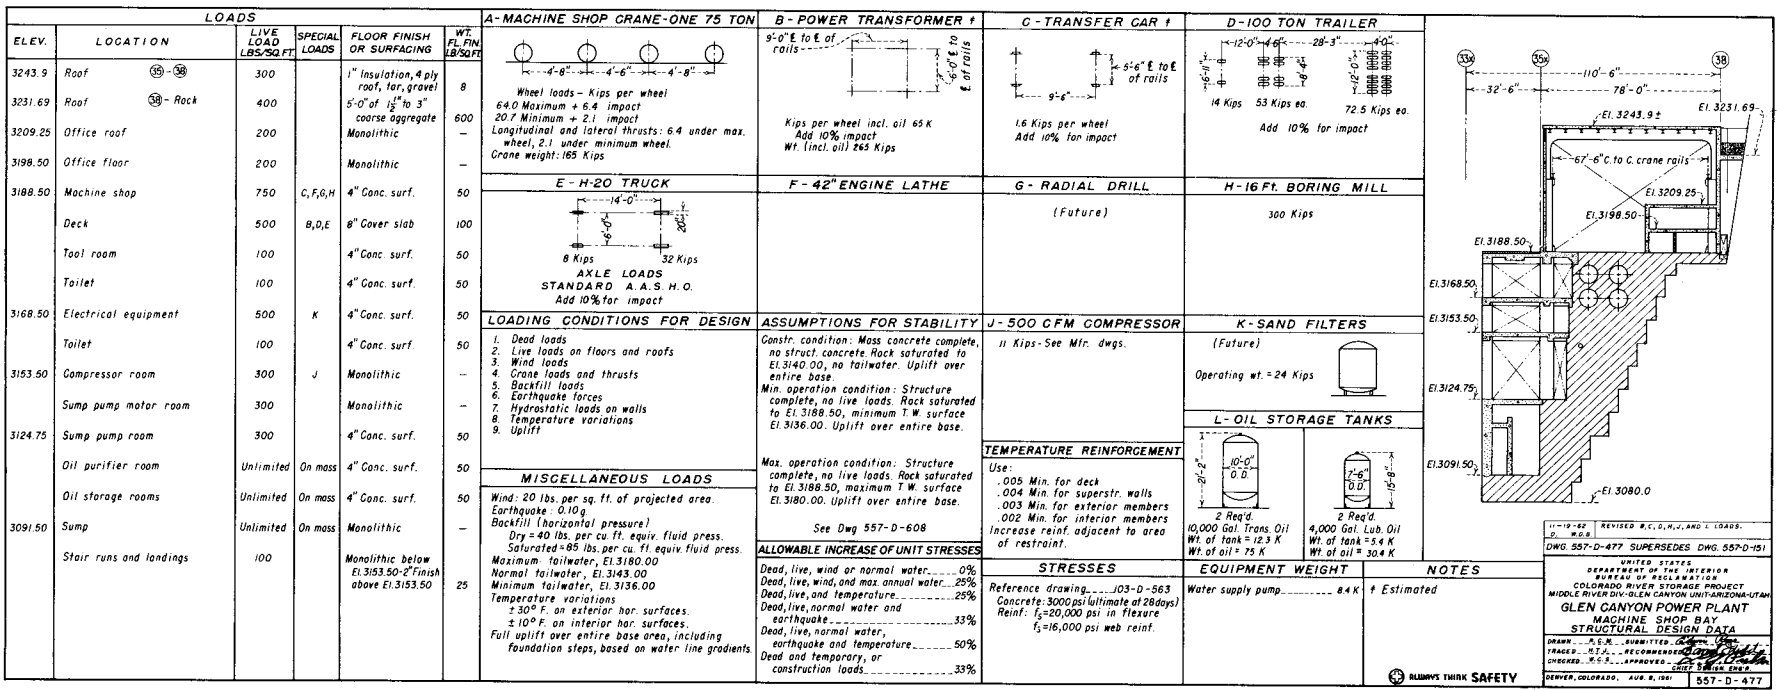 LOADS
ELEV. LOCATION LIVE LOAD LBS/SQ.FT. SPECIAL LOADS FLOOR FINISH OR SURFACING WT. FL. FIN. LB/SQ.FT.
3243.9 Roof 35 - 38 300 1" Insulation, 4 ply roof, tar, gravel 8
3231.69 Roof 38 - Rock 400 5'-0" of 1½" to 3" coarse aggregate 600
3209.25 Office roof 200 Monolithic —
3198.50 Office floor 200 Monolithic —
3188.50 Machine shop 750 C,F,G,H 4" Conc. surf. 50
Deck 500 B,D,E 8" Cover slab 100
Tool room 100 4" Conc. surf. 50
Toilet 100 4" Conc. surf. 50
3168.50 Electrical equipment 500 K 4" Conc. surf. 50
Toilet 100 4" Conc. surf. 50
3153.50 Compressor room 300 J Monolithic —
Sump pump motor room 300 Monolithic —
3124.75 Sump pump room 300 4" Conc. surf. 50
Oil purifier room Unlimited On mass 4" Conc. surf. 50
Oil storage rooms Unlimited On mass 4" Conc. surf. 50
3091.50 Sump Unlimited On mass Monolithic —
Stair runs and landings 100 Monolithic below El. 3153.50-2" Finish above El. 3153.50 25
A-MACHINE SHOP CRANE-ONE 75 TON
4'-8" 4'-6" 4'-8"
Wheel loads - Kips per wheel
64.0 Maximum + 6.4 impact
20.7 Minimum + 2.1 impact
Longitudinal and lateral thrusts: 6.4 under max.
wheel, 2.1 under minimum wheel.
Crane weight: 165 Kips
B-POWER TRANSFORMER †
9'-0" ℄ to ℄ of rails
6'-0" ℄ to ℄ of rails
Kips per wheel incl. oil 65 K
Add 10% impact
Wt. (incl. oil) 265 Kips
C-TRANSFER CAR †
5'-6" ℄ to ℄ of rails
9'-6"
1.6 Kips per wheel
Add 10% for impact
D-100 TON TRAILER
12'-0" 4'-6" 28'-3" 4'-0"
6'-11" 8'-4" 12'-0"
14 Kips 53 Kips ea. 72.5 Kips ea.
Add 10% for impact
E-H-20 TRUCK
14'-0"
6'-0" 20"
8 Kips 32 Kips
AXLE LOADS
STANDARD A.A.S.H.O.
Add 10% for impact
F-42" ENGINE LATHE
G-RADIAL DRILL
(Future)
H-16 Ft. BORING MILL
300 Kips
LOADING CONDITIONS FOR DESIGN
1. Dead loads
2. Live loads on floors and roofs
3. Wind loads
4. Crane loads and thrusts
5. Backfill loads
6. Earthquake forces
7. Hydrostatic loads on walls
8. Temperature variations
9. Uplift
MISCELLANEOUS LOADS
Wind: 20 lbs. per sq. ft. of projected area.
Earthquake: 0.10g
Backfill (horizontal pressure)
Dry = 40 lbs. per cu. ft. equiv. fluid press.
Saturated = 85 lbs. per cu. ft. equiv. fluid press.
Maximum tailwater, El. 3180.00
Normal tailwater, El. 3143.00
Minimum tailwater, El. 3136.00
Temperature variations
±30° F. on exterior hor. surfaces.
±10° F. on interior hor. surfaces.
Full uplift over entire base area, including
foundation steps, based on water line gradients.
ASSUMPTIONS FOR STABILITY
Constr. condition: Mass concrete complete,
no struct. concrete. Rock saturated to
El. 3140.00, no tailwater. Uplift over
entire base.
Min. operation condition: Structure
complete, no live loads. Rock saturated
to El. 3188.50, minimum T.W. surface
El. 3136.00. Uplift over entire base.
Max. operation condition: Structure
complete, no live loads. Rock saturated
to El. 3188.50, maximum T.W. surface
El. 3180.00. Uplift over entire base.
See Dwg 557-D-608
ALLOWABLE INCREASE OF UNIT STRESSES
Dead, live, wind or normal water 0%
Dead, live, wind, and max. annual water 25%
Dead, live, and temperature 25%
Dead, live, normal water and
earthquake 33%
Dead, live, normal water,
earthquake and temperature 50%
Dead and temporary, or
construction loads 33%
J-500 CFM COMPRESSOR
11 Kips-See Mfr. dwgs.
TEMPERATURE REINFORCEMENT
Use:
.005 Min. for deck
.004 Min. for superstr. walls
.003 Min. for exterior members
.002 Min. for interior members
Increase reinf. adjacent to area
of restraint.
STRESSES
Reference drawing 103-D-563
Concrete: 3000 psi (ultimate at 28 days)
Reinf: fs=20,000 psi in flexure
fs=16,000 psi web reinf.
K-SAND FILTERS
(Future)
Operating wt. = 24 Kips
L-OIL STORAGE TANKS
21'-2" 10'-0" O.D.
2 Req'd.
10,000 Gal. Trans. Oil
Wt. of tank = 12.3 K
Wt. of oil = 75 K
7'-6" O.D. 15'-8"
2 Req'd.
4,000 Gal. Lub. Oil
Wt. of tank = 5.4 K
Wt. of oil = 30.4 K
EQUIPMENT WEIGHT
Water supply pump 8.4 K
NOTES
† Estimated
ALWAYS THINK SAFETY
33x 35x 38
110'-6"
32'-6" 78'-0"
El. 3231.69
El. 3243.9±
67'-6" C. to C. crane rails
El. 3209.25
El. 3198.50
El. 3188.50
El. 3168.50
El. 3153.50
El. 3124.75
El. 3091.50
El. 3080.0
11-19-62 REVISED B,C,D,H,J, AND L LOADS.
DWG. 557-D-477 SUPERSEDES DWG. 557-D-151
UNITED STATES
DEPARTMENT OF THE INTERIOR
BUREAU OF RECLAMATION
COLORADO RIVER STORAGE PROJECT
MIDDLE RIVER DIV.-GLEN CANYON UNIT-ARIZONA-UTAH
GLEN CANYON POWER PLANT
MACHINE SHOP BAY
STRUCTURAL DESIGN DATA
DRAWN R.C.M. SUBMITTED
TRACED H.T.J. RECOMMENDED
CHECKED W.G.S. APPROVED
CHIEF DESIGN ENG'R.
DENVER, COLORADO, AUG. 8, 1961 557-D-477